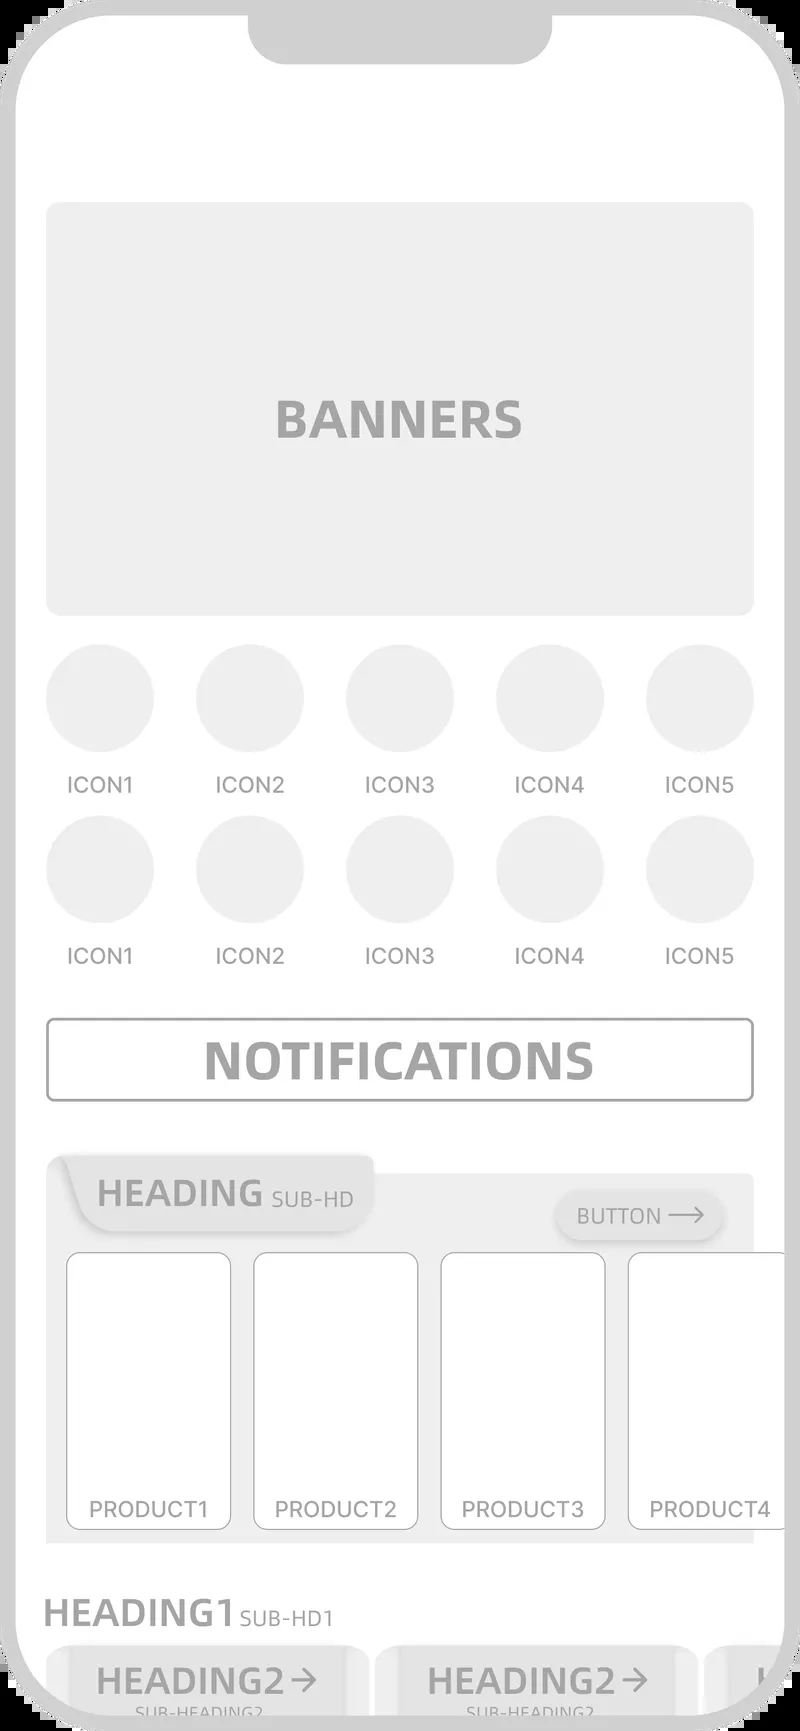 BANNERS
ICON1 ICON2 ICON3 ICON4 ICON5
ICON1 ICON2 ICON3 ICON4 ICON5
NOTIFICATIONS
HEADING SUB-HD
BUTTON
PRODUCT1 PRODUCT2 PRODUCT3 PRODUCT4
HEADING1 SUB-HD1
HEADING2 HEADING2
SUB-HEADING2 SUB-HEADING2